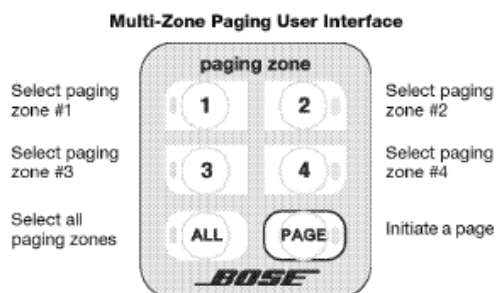 Multi-Zone Paging User Interface
paging zone
Select paging
zone #1
1
2
Select paging
zone #2
Select paging
zone #3
3
4
Select paging
zone #4
Select all
paging zones
ALL
PAGE
Initiate a page
BOSE